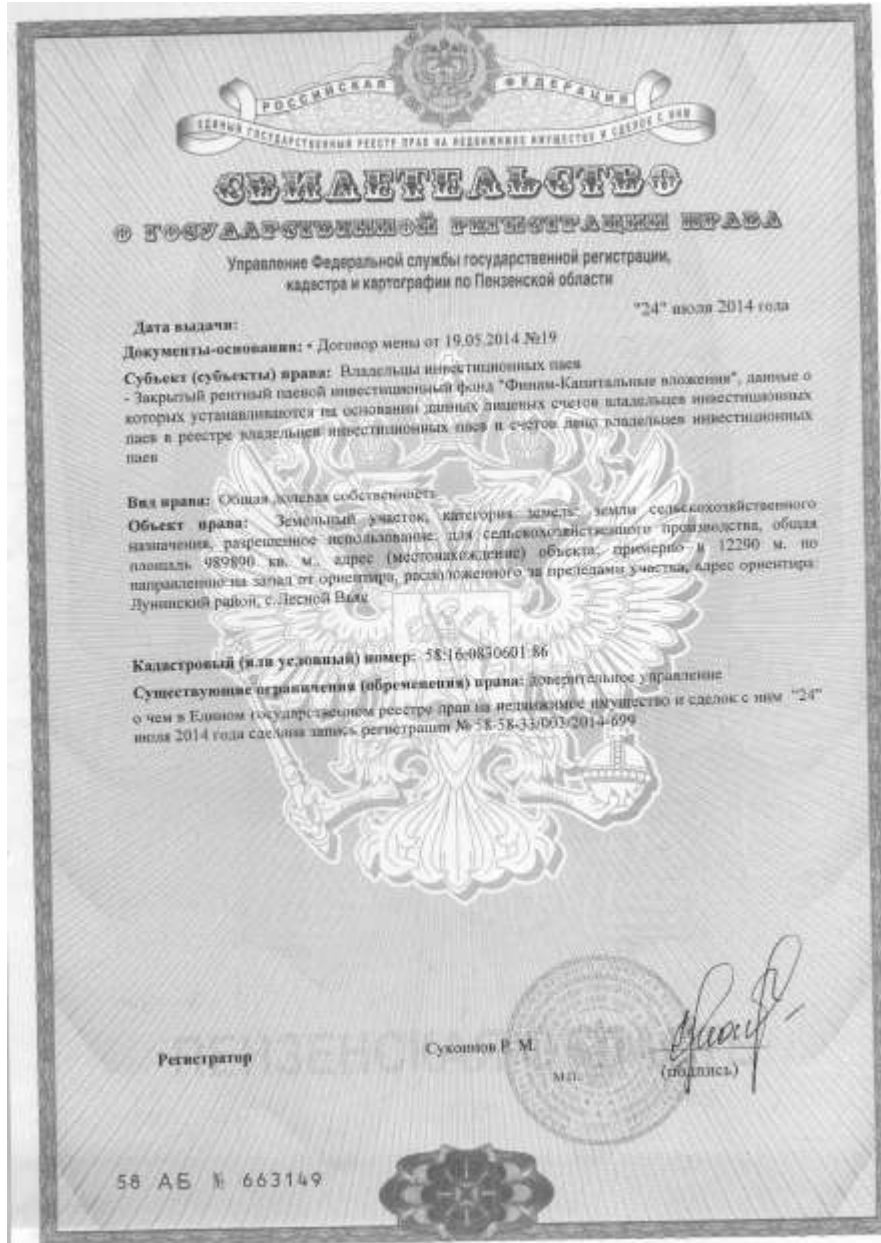 РОССИЙСКАЯ ФЕДЕРАЦИЯ
ЕДИНЫЙ ГОСУДАРСТВЕННЫЙ РЕЕСТР ПРАВ НА НЕДВИЖИМОЕ ИМУЩЕСТВО И СДЕЛОК С НИМ
СВИДЕТЕЛЬСТВО
О ГОСУДАРСТВЕННОЙ РЕГИСТРАЦИИ ПРАВА
Управление Федеральной службы государственной регистрации,
кадастра и картографии по Пензенской области
Дата выдачи: "24" июля 2014 года
Документы-основания: • Договор мены от 19.05.2014 №19
Субъект (субъекты) права: Владельцы инвестиционных паев
- Закрытый рентный паевой инвестиционный фонд "Финам-Капитальные вложения", данные о
которых устанавливаются на основании данных лицевых счетов владельцев инвестиционных
паев в реестре владельцев инвестиционных паев и счетов депо владельцев инвестиционных
паев
Вид права: Общая долевая собственность
Объект права: Земельный участок, категория земель: земли сельскохозяйственного
назначения, разрешенное использование: для сельскохозяйственного производства, общая
площадь 989890 кв. м., адрес (местонахождение) объекта: примерно в 12290 м. по
направлению на запад от ориентира, расположенного за пределами участка, адрес ориентира:
Лунинский район, с.Лесной Вьяс
Кадастровый (или условный) номер: 58:16:0830601:86
Существующие ограничения (обременения) права: доверительное управление
о чем в Едином государственном реестре прав на недвижимое имущество и сделок с ним "24"
июля 2014 года сделана запись регистрации № 58-58-33/003/2014-699
Регистратор Суконнов Р. М.
М.П. (подпись)
58 АБ № 663149